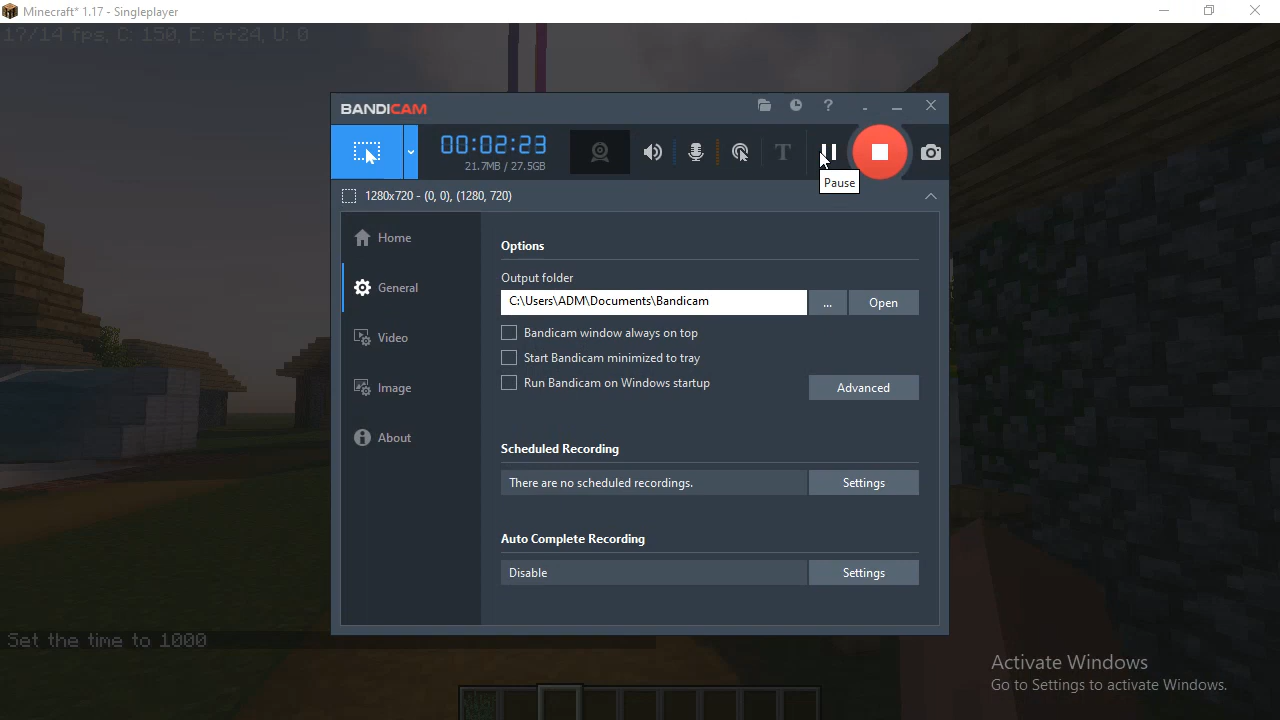 Minecraft* 1.17 - Singleplayer
17/14 fps, C: 150, E: 6+24, U: 0
BANDICAM
?
00:02:23
21.7MB / 27.5GB
T
Pause
1280x720 - (0, 0), (1280, 720)
Home
General
Video
Image
About
Options
Output folder
C:\Users\ADM\Documents\Bandicam
...
Open
Bandicam window always on top
Start Bandicam minimized to tray
Run Bandicam on Windows startup
Advanced
Scheduled Recording
There are no scheduled recordings.
Settings
Auto Complete Recording
Disable
Settings
Set the time to 1000
Activate Windows
Go to Settings to activate Windows.